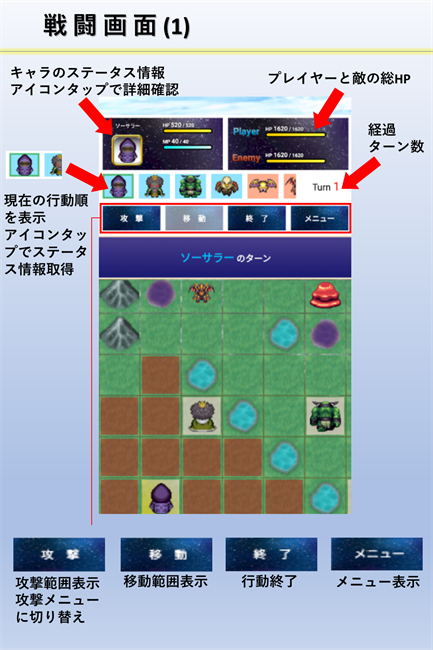 戦闘画面(1)
キャラのステータス情報
アイコンタップで詳細確認
プレイヤーと敵の総HP
ソーサラー
HP 520 / 520
MP 40 / 40
Player
HP 1620 / 1620
Enemy
HP 1620 / 1620
経過
ターン数
Turn 1
現在の行動順
を表示
アイコンタッ
プでステータ
ス情報取得
攻撃
移動
終了
メニュー
ソーサラーのターン
攻撃
移動
終了
メニュー
攻撃範囲表示
攻撃メニュー
に切り替え
移動範囲表示
行動終了
メニュー表示